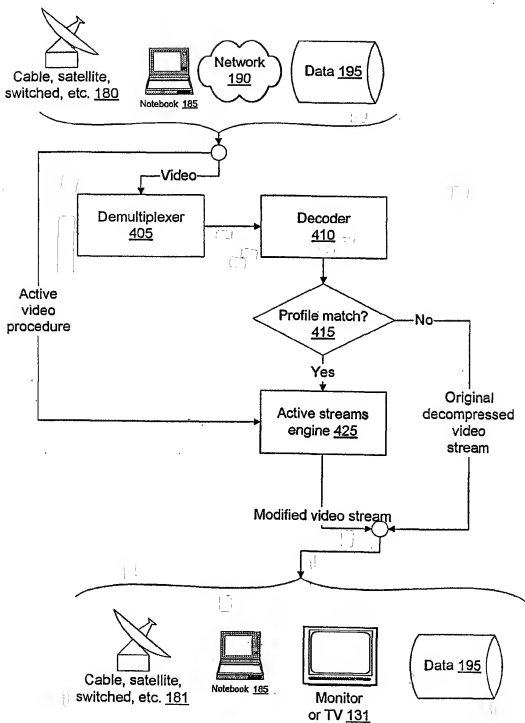 Cable, satellite,
switched, etc. 180
Notebook 185
Network
190
Data 195
Video
Demultiplexer
405
Decoder
410
Active
video
procedure
Profile match?
415
No
Yes
Active streams
engine 425
Original
decompressed
video
stream
Modified video stream
Cable, satellite,
switched, etc. 181
Notebook 185
Monitor
or TV 131
Data 195